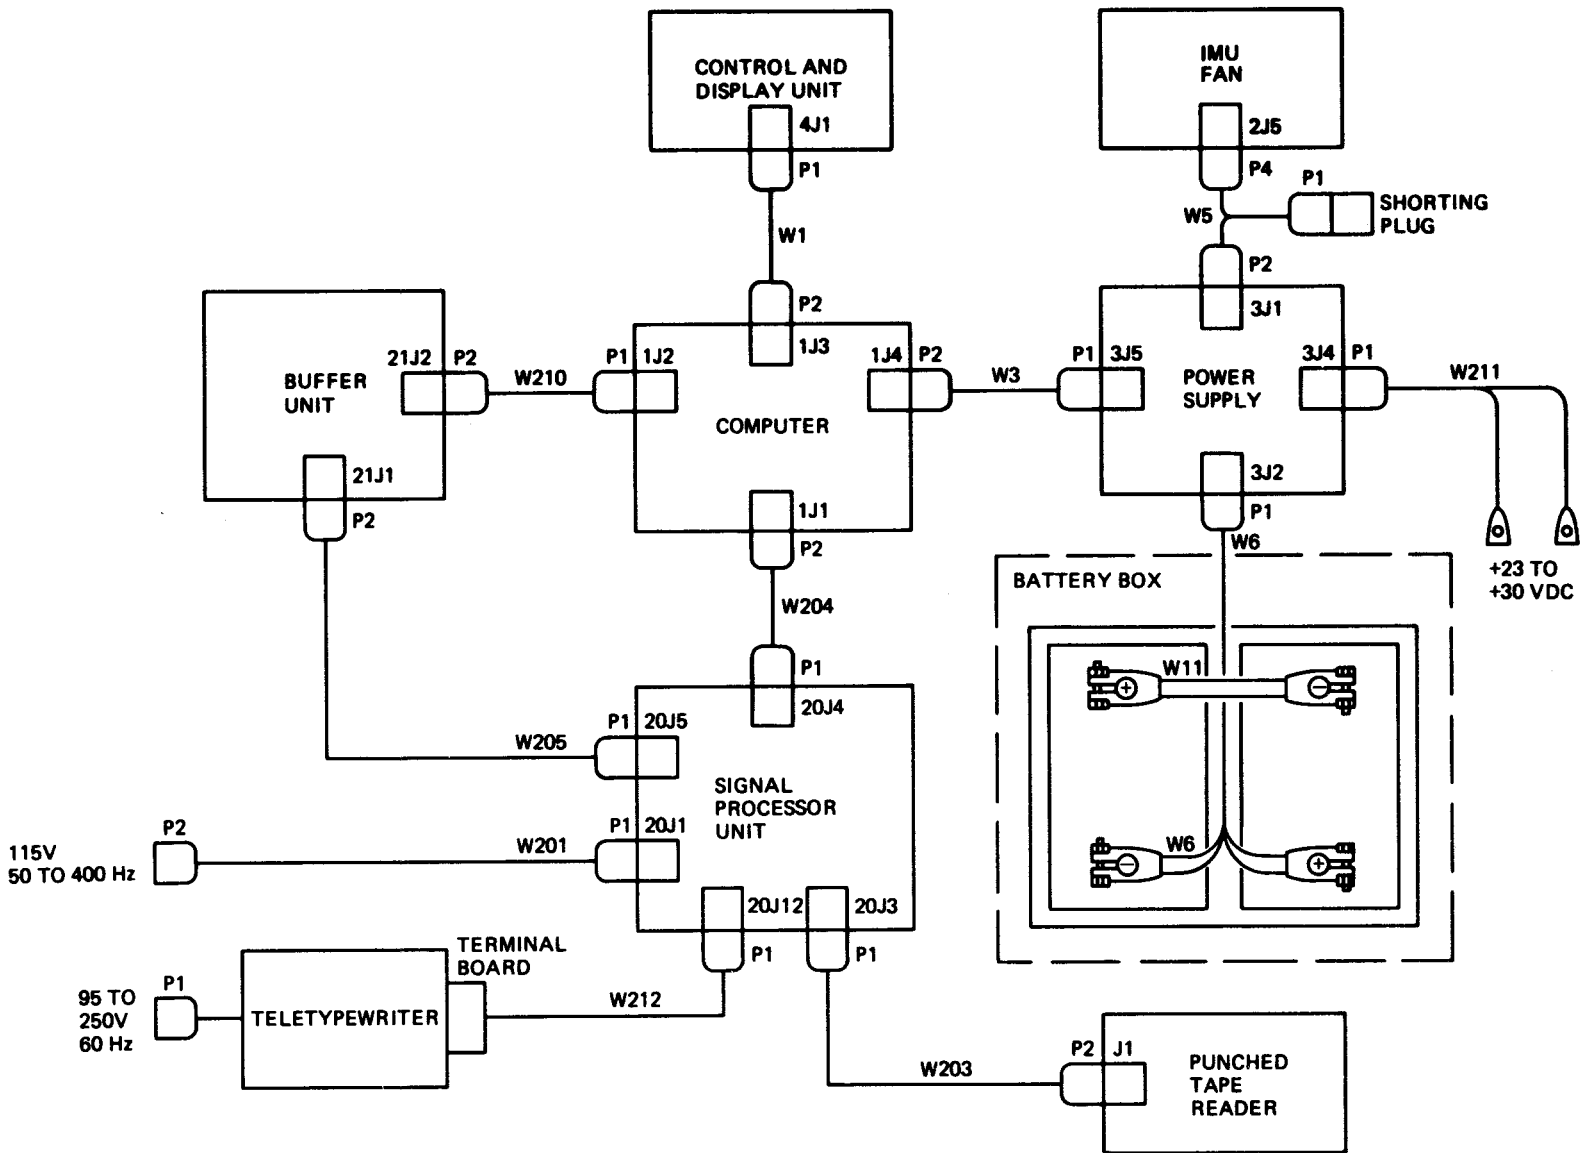 CONTROL AND
DISPLAY UNIT
4J1
P1
W1
P2
1J3
IMU
FAN
2J5
P4
P1
SHORTING
PLUG
W5
P2
3J1
BUFFER
UNIT
21J2
P2
W210
P1
1J2
COMPUTER
1J4
P2
W3
P1
3J5
POWER
SUPPLY
3J4
P1
W211
+23 TO
+30 VDC
21J1
P2
1J1
P2
W204
P1
20J4
3J2
P1
W6
BATTERY BOX
W11
+
−
W6
−
+
W205
P1
20J5
SIGNAL
PROCESSOR
UNIT
115V
50 TO 400 Hz
P2
W201
P1
20J1
20J12
P1
20J3
P1
95 TO
250V
60 Hz
P1
TELETYPEWRITER
TERMINAL
BOARD
W212
W203
P2
J1
PUNCHED
TAPE
READER